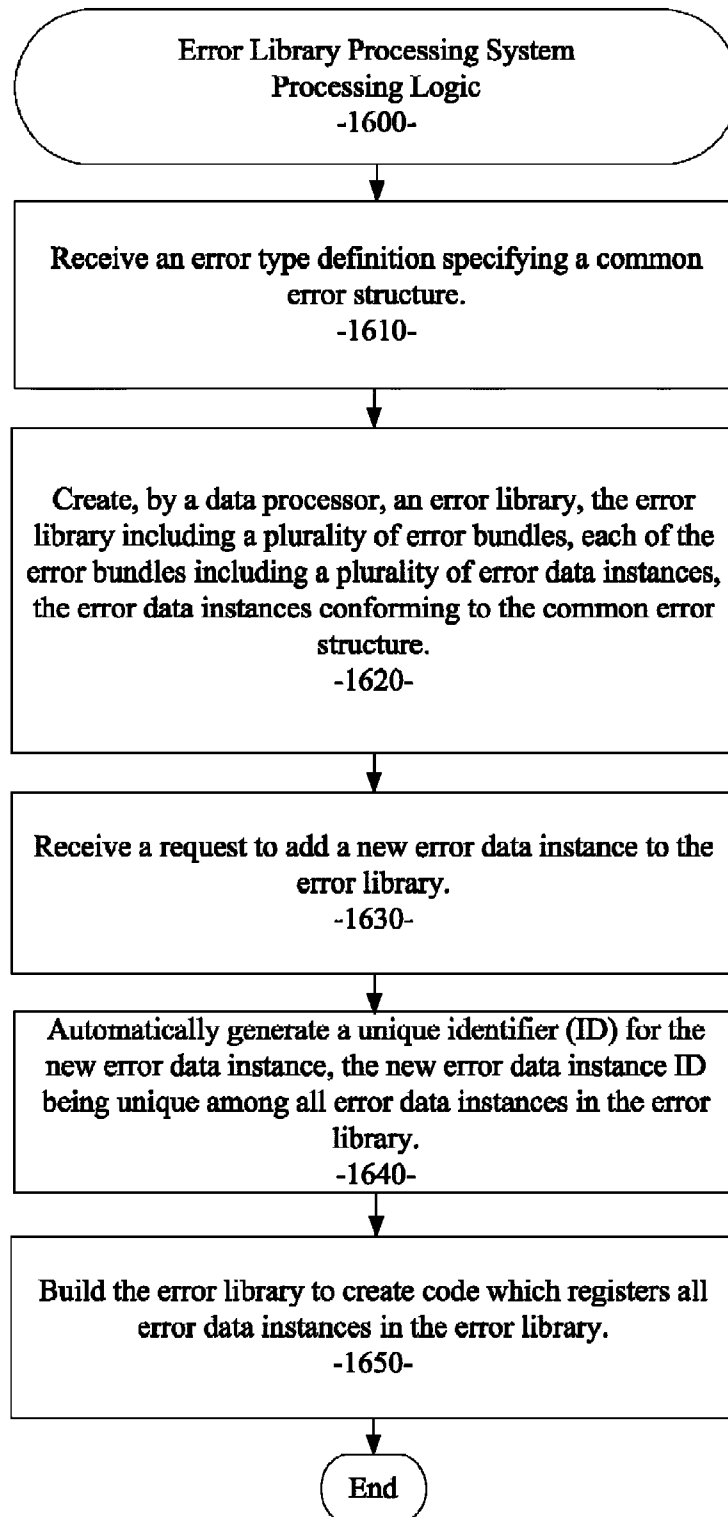 Error Library Processing System
Processing Logic
-1600-
Receive an error type definition specifying a common
error structure.
-1610-
Create, by a data processor, an error library, the error
library including a plurality of error bundles, each of the
error bundles including a plurality of error data instances,
the error data instances conforming to the common error
structure.
-1620-
Receive a request to add a new error data instance to the
error library.
-1630-
Automatically generate a unique identifier (ID) for the
new error data instance, the new error data instance ID
being unique among all error data instances in the error
library.
-1640-
Build the error library to create code which registers all
error data instances in the error library.
-1650-
End